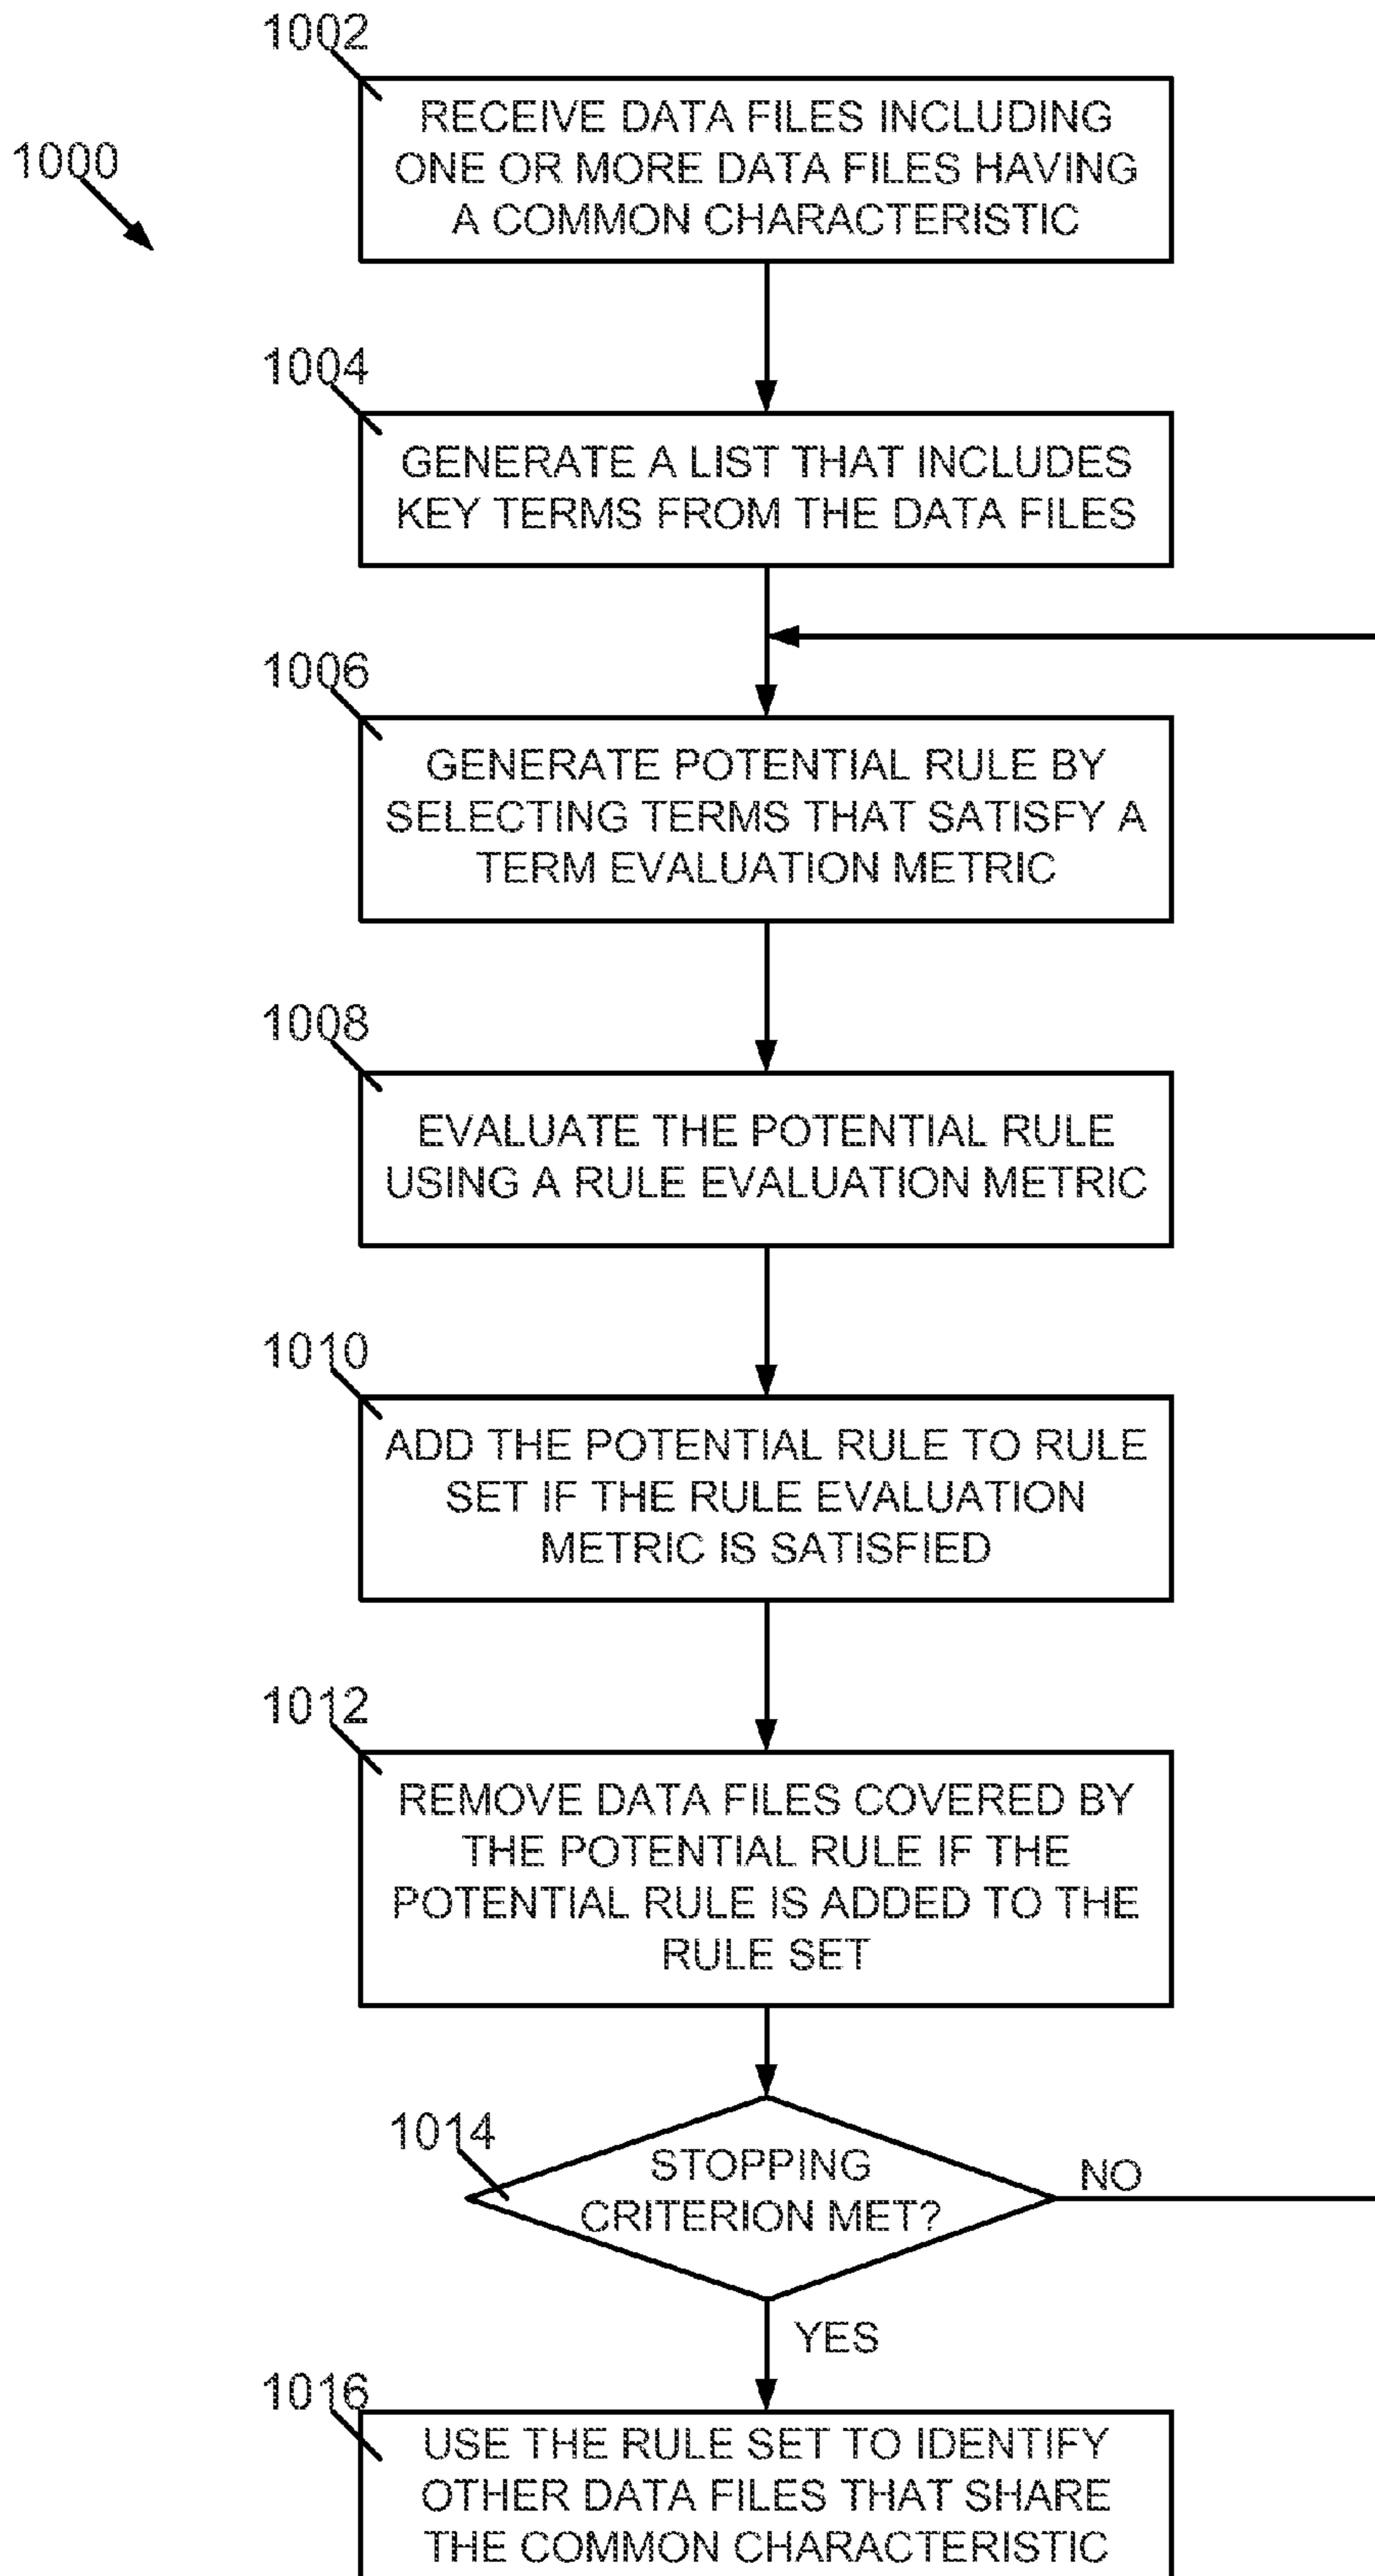 1002
1000
RECEIVE DATA FILES INCLUDING
ONE OR MORE DATA FILES HAVING
A COMMON CHARACTERISTIC
1004
GENERATE A LIST THAT INCLUDES
KEY TERMS FROM THE DATA FILES
1006
GENERATE POTENTIAL RULE BY
SELECTING TERMS THAT SATISFY A
TERM EVALUATION METRIC
1008
EVALUATE THE POTENTIAL RULE
USING A RULE EVALUATION METRIC
1010
ADD THE POTENTIAL RULE TO RULE
SET IF THE RULE EVALUATION
METRIC IS SATISFIED
1012
REMOVE DATA FILES COVERED BY
THE POTENTIAL RULE IF THE
POTENTIAL RULE IS ADDED TO THE
RULE SET
1014
STOPPING
CRITERION MET?
NO
YES
1016
USE THE RULE SET TO IDENTIFY
OTHER DATA FILES THAT SHARE
THE COMMON CHARACTERISTIC